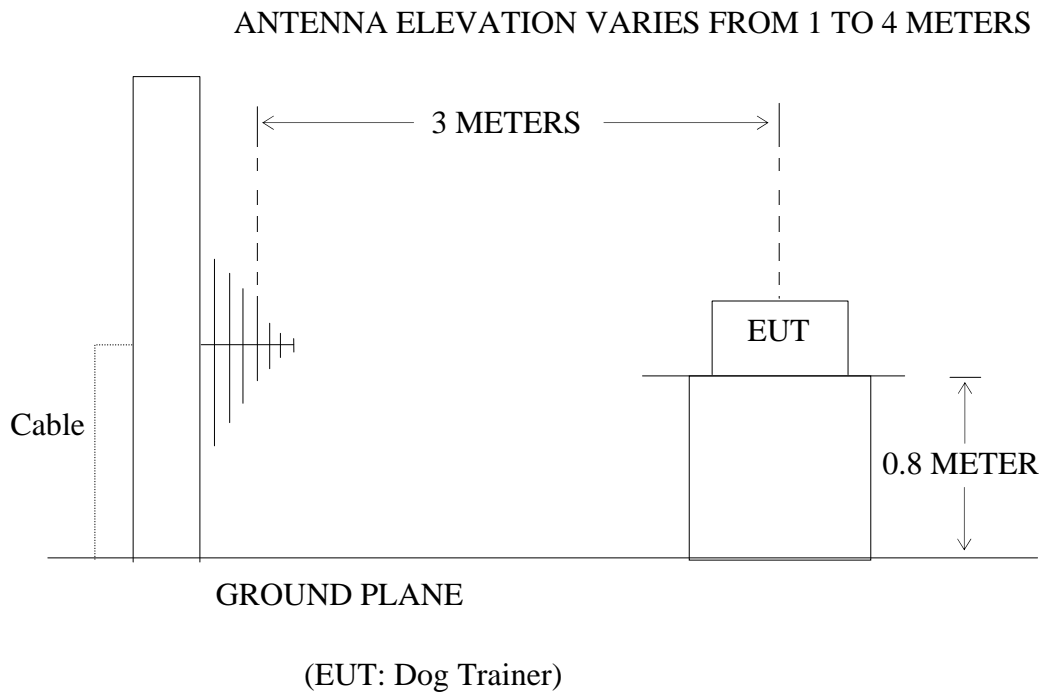 ANTENNA ELEVATION VARIES FROM 1 TO 4 METERS
3 METERS
EUT
Cable
0.8 METER
GROUND PLANE
(EUT: Dog Trainer)